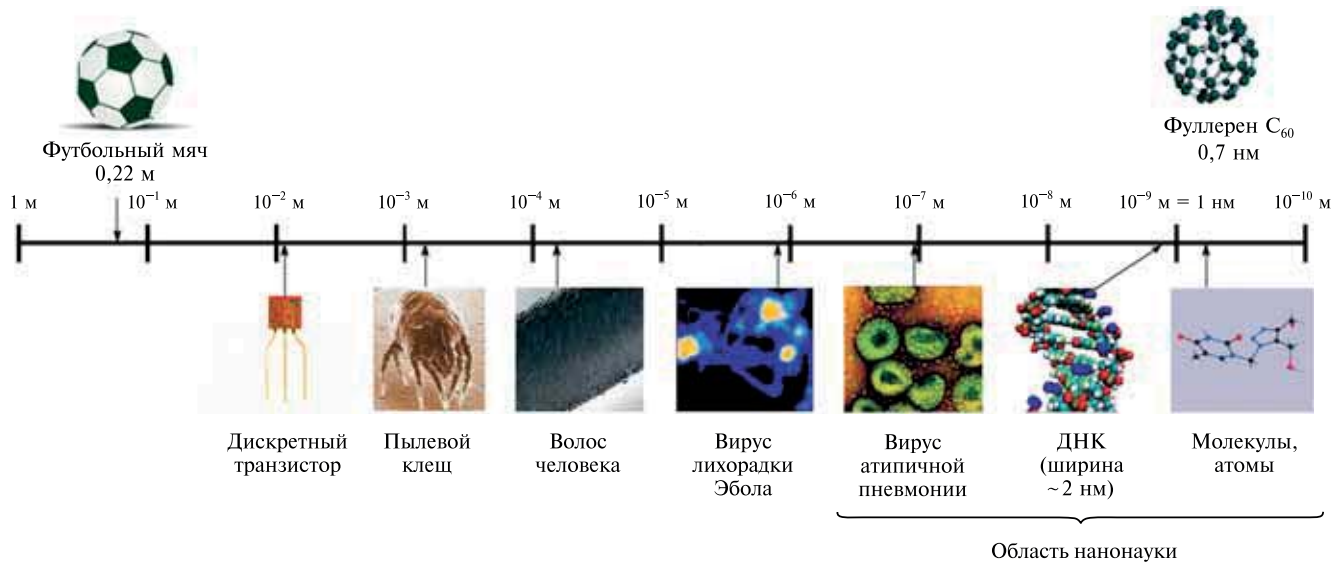 Футбольный мяч
0,22 м
Фуллерен C₆₀
0,7 нм
1 м
10⁻¹ м
10⁻² м
10⁻³ м
10⁻⁴ м
10⁻⁵ м
10⁻⁶ м
10⁻⁷ м
10⁻⁸ м
10⁻⁹ м = 1 нм
10⁻¹⁰ м
Дискретный
транзистор
Пылевой
клещ
Волос
человека
Вирус
лихорадки
Эбола
Вирус
атипичной
пневмонии
ДНК
(ширина
~2 нм)
Молекулы,
атомы
Область нанонауки